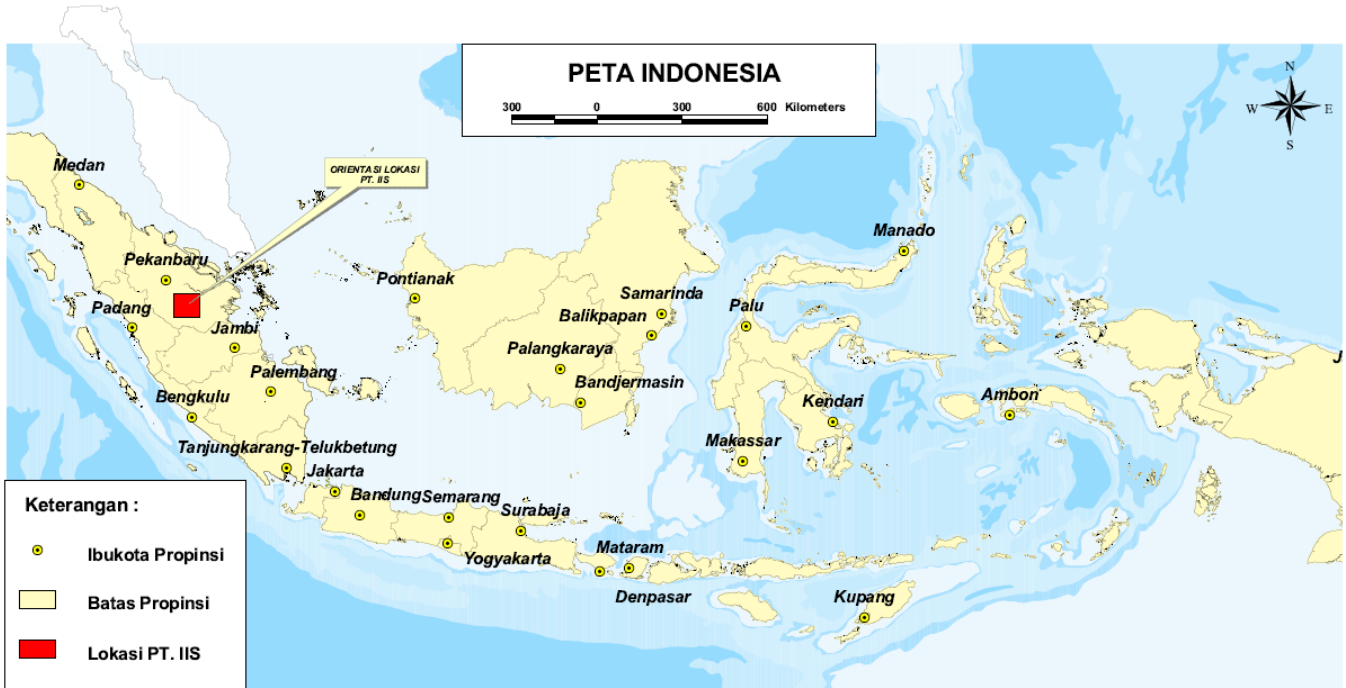 PETA INDONESIA
300 0 300 600 Kilometers
N
W E
S
Medan
ORIENTASI LOKASI
PT. IIS
Manado
Pekanbaru
Pontianak
Samarinda
Palu
Padang
Balikpapan
Jambi
Palangkaraya
J
Palembang
Bandjermasin
Bengkulu
Kendari
Ambon
Tanjungkarang-Telukbetung
Makassar
Jakarta
Bandung
Semarang
Surabaja
Yogyakarta
Mataram
Denpasar
Kupang
Keterangan :
Ibukota Propinsi
Batas Propinsi
Lokasi PT. IIS